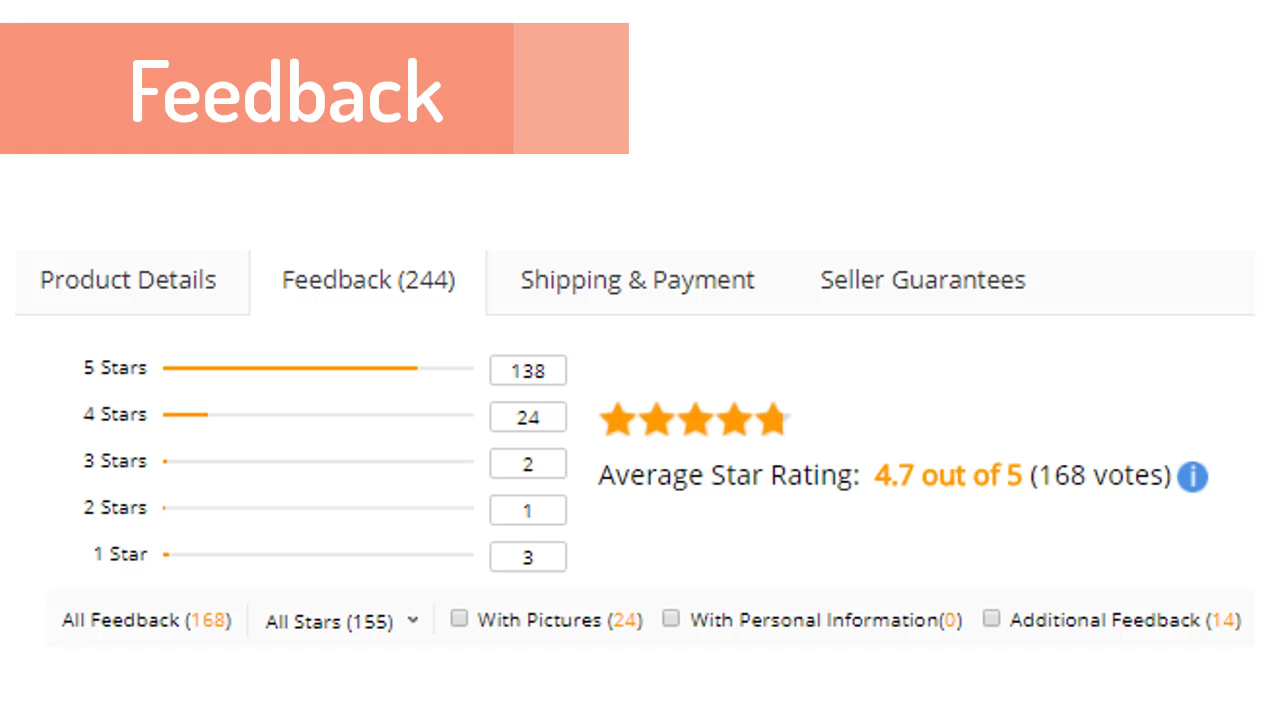 Feedback
Product Details Feedback (244) Shipping & Payment Seller Guarantees
5 Stars 138
4 Stars 24
3 Stars 2
2 Stars 1
1 Star 3
Average Star Rating: 4.7 out of 5 (168 votes) i
All Feedback (168) All Stars (155) With Pictures (24) With Personal Information(0) Additional Feedback (14)